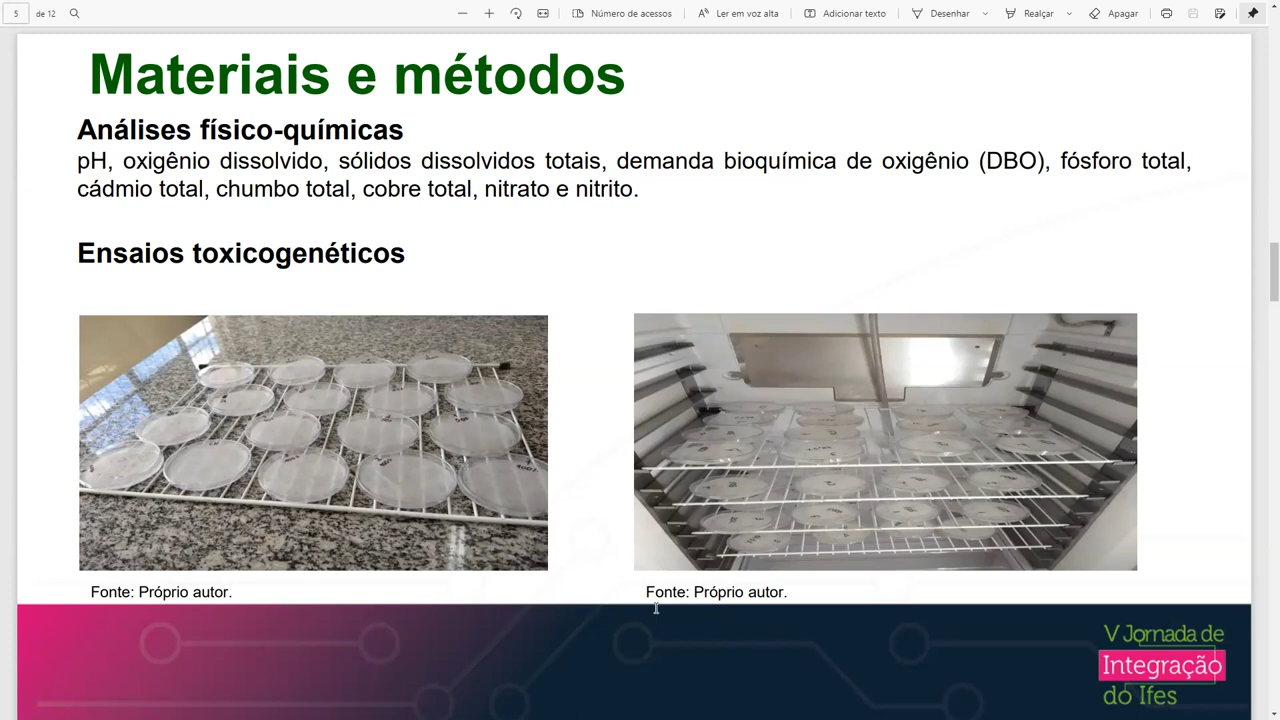 5 de 12 Número de acessos Ler em voz alta Adicionar texto Desenhar Realçar Apagar
Materiais e métodos
Análises físico-químicas
pH, oxigênio dissolvido, sólidos dissolvidos totais, demanda bioquímica de oxigênio (DBO), fósforo total,
cádmio total, chumbo total, cobre total, nitrato e nitrito.
Ensaios toxicogenéticos
Fonte: Próprio autor.
Fonte: Próprio autor.
V Jornada de
Integração
do Ifes